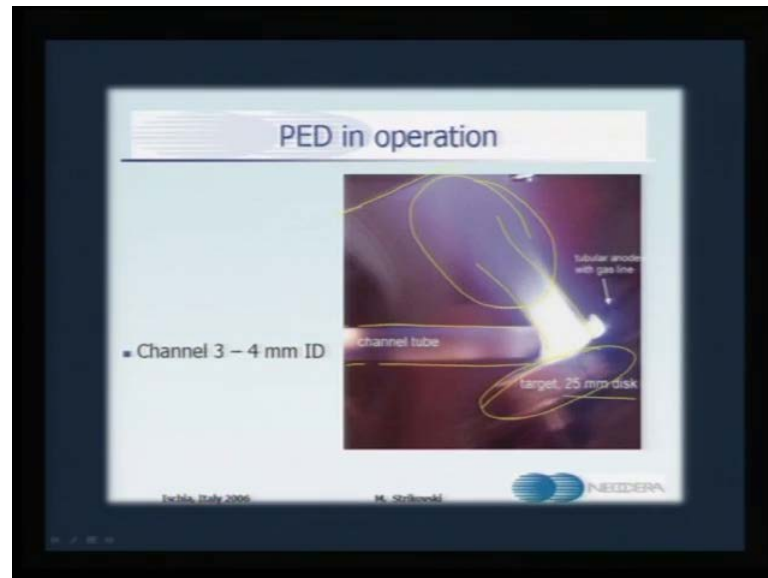 PED in operation
tubular anode
with gas line
▪ Channel 3 – 4 mm ID
channel tube
target, 25 mm disk
Ischia, Italy 2006
M. Strikovski
NEOCERA